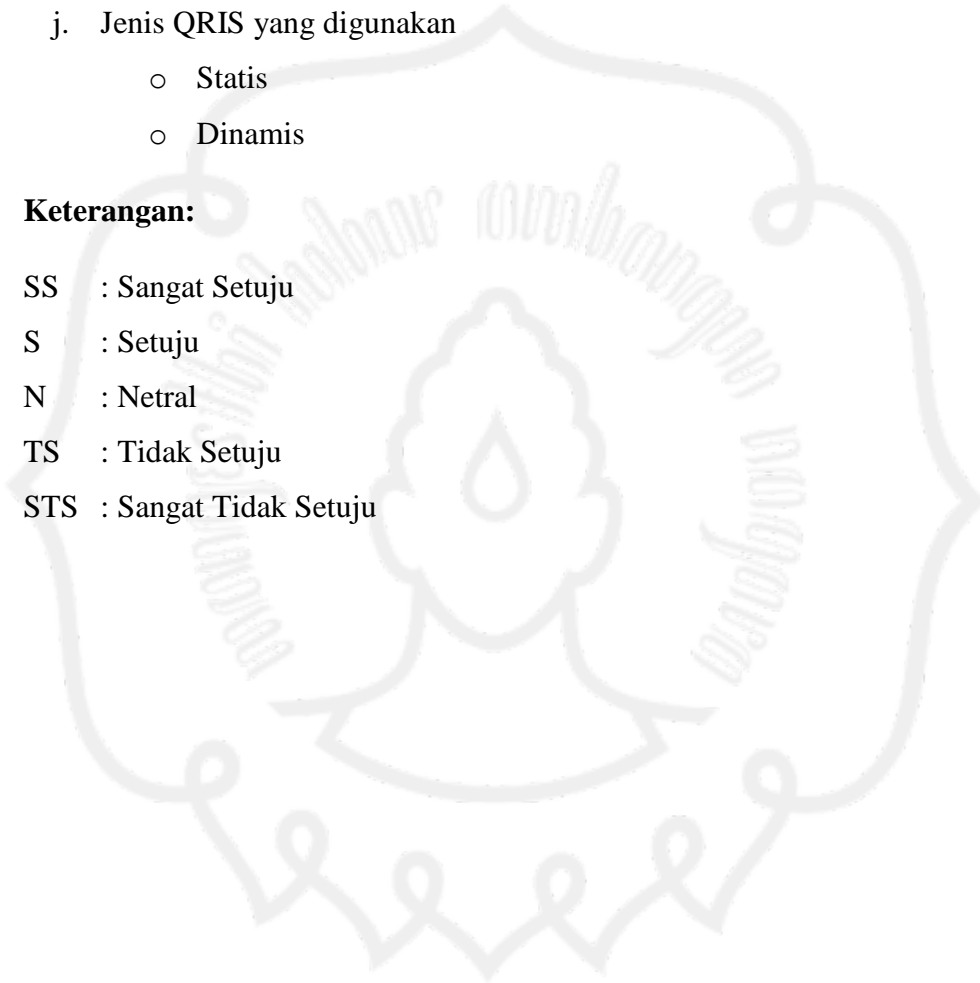 j. Jenis QRIS yang digunakan
o Statis
o Dinamis
Keterangan:
SS : Sangat Setuju
S : Setuju
N : Netral
TS : Tidak Setuju
STS : Sangat Tidak Setuju